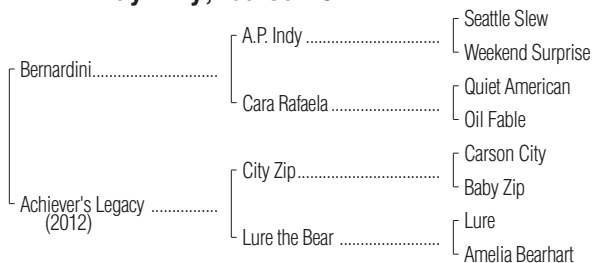 Seattle Slew
A.P. Indy
Weekend Surprise
Bernardini
Quiet American
Cara Rafaela
Oil Fable
Carson City
City Zip
Baby Zip
Achiever's Legacy
(2012)
Lure
Lure the Bear
Amelia Bearhart